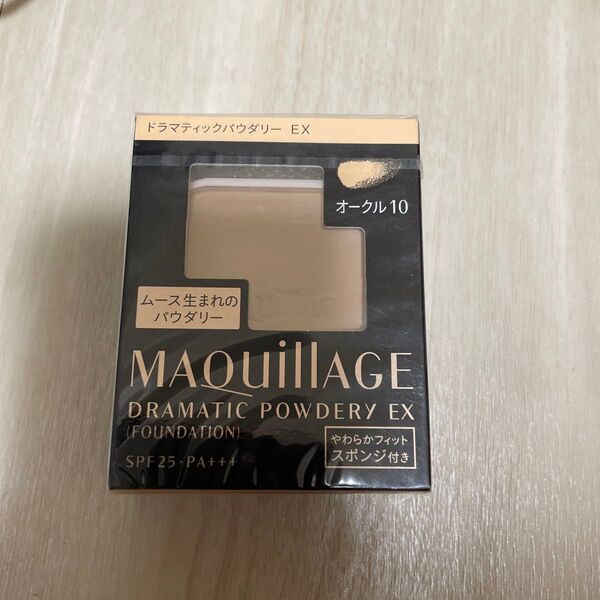 ドラマティックパウダリー EX
オークル10
ムース生まれの
パウダリー
MAQuillAGE
DRAMATIC POWDERY EX
(FOUNDATION)
SPF25・PA+++
やわらかフィット
スポンジ付き